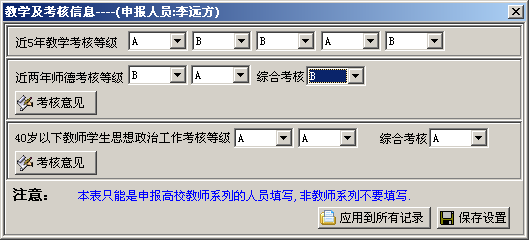 教学及考核信息----(申报人员:李远方)
近5年教学考核等级 A B B A B
近两年师德考核等级 B A 综合考核 B
考核意见
40岁以下教师学生思想政治工作考核等级 A A 综合考核 A
考核意见
注意: 本表只能是申报高校教师系列的人员填写, 非教师系列不要填写.
应用到所有记录 保存设置